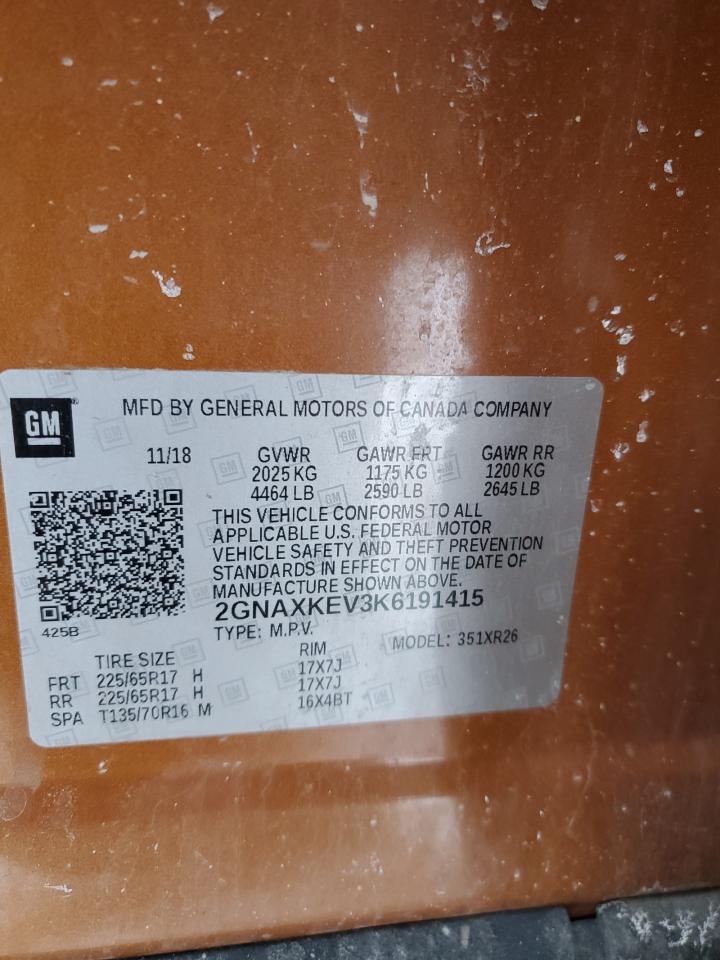 GM
MFD BY GENERAL MOTORS OF CANADA COMPANY
11/18 GVWR GAWR FRT GAWR RR
2025 KG 1175 KG 1200 KG
4464 LB 2590 LB 2645 LB
THIS VEHICLE CONFORMS TO ALL
APPLICABLE U.S. FEDERAL MOTOR
VEHICLE SAFETY AND THEFT PREVENTION
STANDARDS IN EFFECT ON THE DATE OF
MANUFACTURE SHOWN ABOVE.
2GNAXKEV3K6191415
425B
TYPE: M.P.V. MODEL: 351XR26
TIRE SIZE RIM
FRT 225/65R17 H 17X7J
RR 225/65R17 H 17X7J
SPA T135/70R16 M 16X4BT